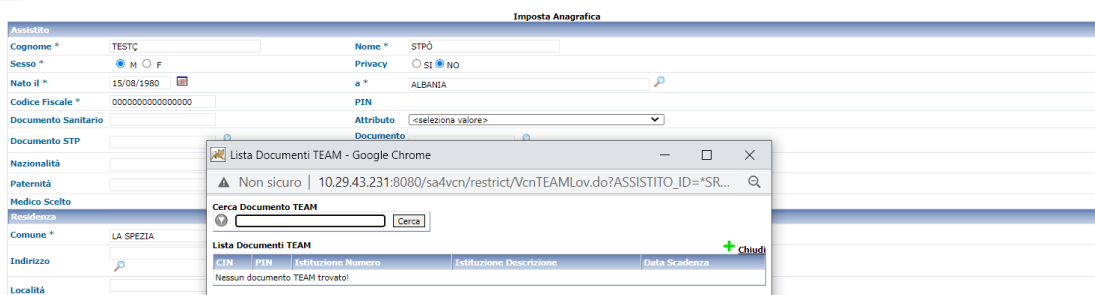 Imposta Anagrafica
Assistito
Cognome * TESTÇ Nome * STPÒ
Sesso * M F Privacy SI NO
Nato il * 15/08/1980 a * ALBANIA
Codice Fiscale * 0000000000000000 PIN
Documento Sanitario Attributo <seleziona valore>
Documento STP Documento
Nazionalità
Paternità
Medico Scelto
Residenza
Comune * LA SPEZIA
Indirizzo
Località
Lista Documenti TEAM - Google Chrome
Non sicuro | 10.29.43.231:8080/sa4vcn/restrict/VcnTEAMLov.do?ASSISTITO_ID=*SR...
Cerca Documento TEAM
Cerca
Lista Documenti TEAM Chiudi
CIN PIN Istituzione Numero Istituzione Descrizione Data Scadenza
Nessun documento TEAM trovato!